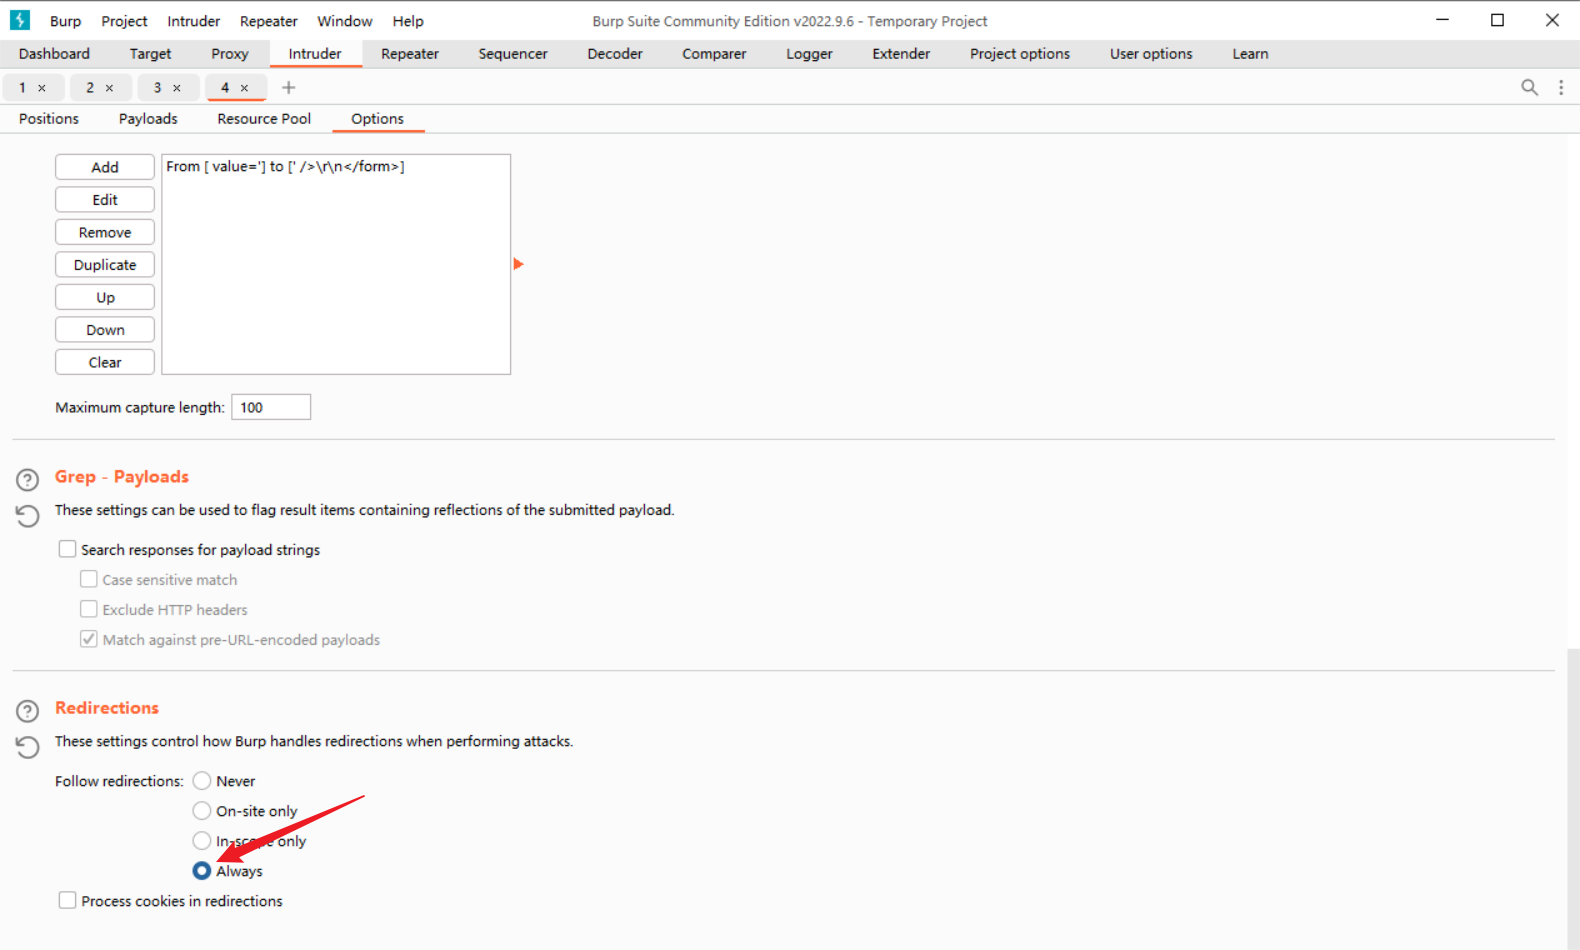 Burp Project Intruder Repeater Window Help Burp Suite Community Edition v2022.9.6 - Temporary Project
Dashboard Target Proxy Intruder Repeater Sequencer Decoder Comparer Logger Extender Project options User options Learn
1 × 2 × 3 × 4 × +
Positions Payloads Resource Pool Options
Add
Edit
Remove
Duplicate
Up
Down
Clear
From [ value='] to [' />\r\n</form>]
Maximum capture length: 100
Grep - Payloads
These settings can be used to flag result items containing reflections of the submitted payload.
Search responses for payload strings
Case sensitive match
Exclude HTTP headers
Match against pre-URL-encoded payloads
Redirections
These settings control how Burp handles redirections when performing attacks.
Follow redirections: Never
On-site only
In-scope only
Always
Process cookies in redirections